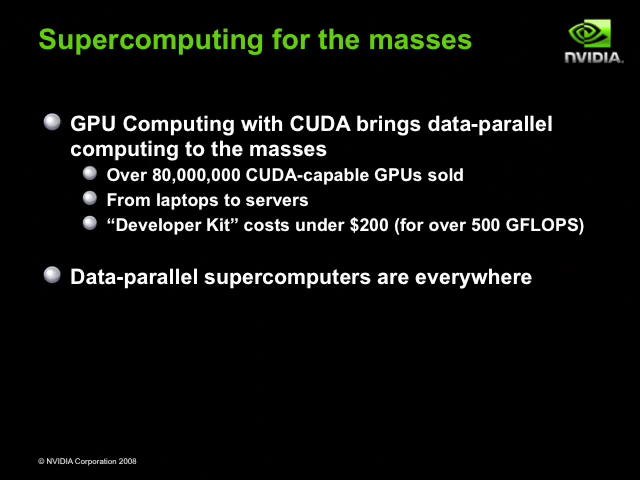 Supercomputing for the masses
NVIDIA.
GPU Computing with CUDA brings data-parallel
computing to the masses
Over 80,000,000 CUDA-capable GPUs sold
From laptops to servers
“Developer Kit” costs under $200 (for over 500 GFLOPS)
Data-parallel supercomputers are everywhere
© NVIDIA Corporation 2008